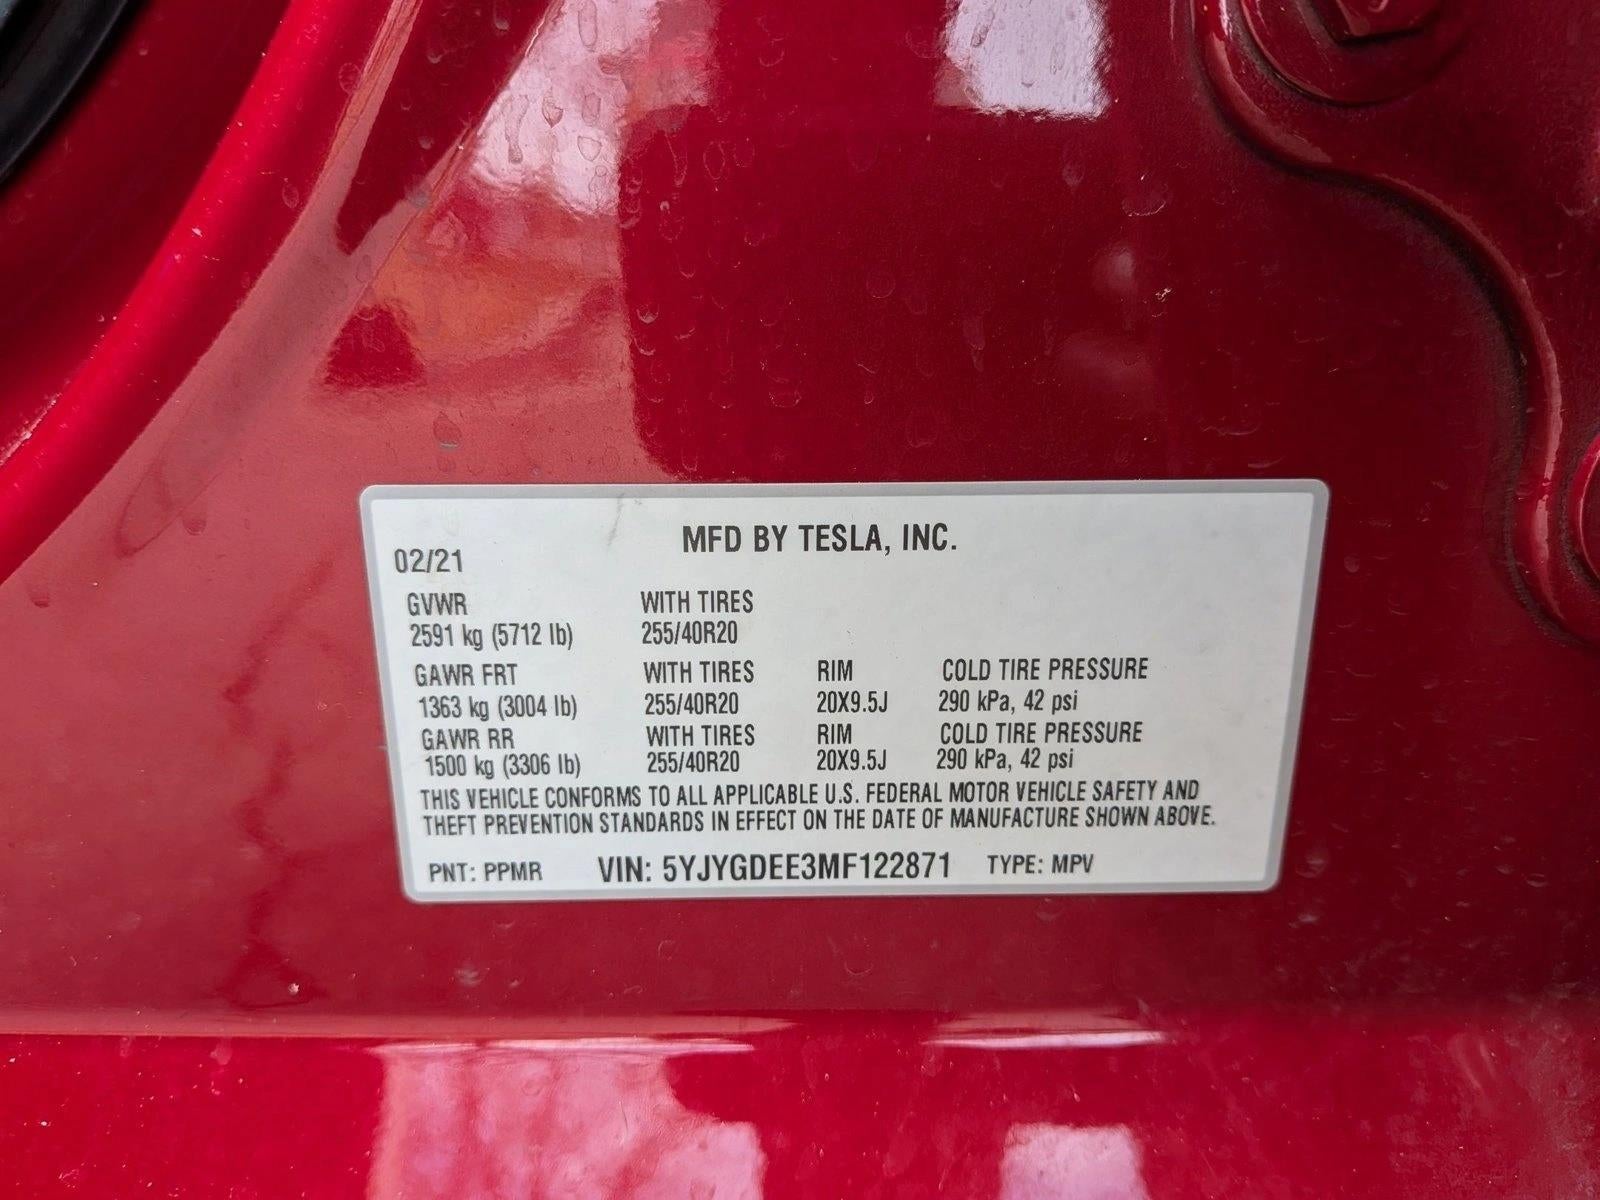 MFD BY TESLA, INC.
02/21
GVWR WITH TIRES
2591 kg (5712 lb) 255/40R20
GAWR FRT WITH TIRES RIM COLD TIRE PRESSURE
1363 kg (3004 lb) 255/40R20 20X9.5J 290 kPa, 42 psi
GAWR RR WITH TIRES RIM COLD TIRE PRESSURE
1500 kg (3306 lb) 255/40R20 20X9.5J 290 kPa, 42 psi
THIS VEHICLE CONFORMS TO ALL APPLICABLE U.S. FEDERAL MOTOR VEHICLE SAFETY AND
THEFT PREVENTION STANDARDS IN EFFECT ON THE DATE OF MANUFACTURE SHOWN ABOVE.
PNT: PPMR VIN: 5YJYGDEE3MF122871 TYPE: MPV